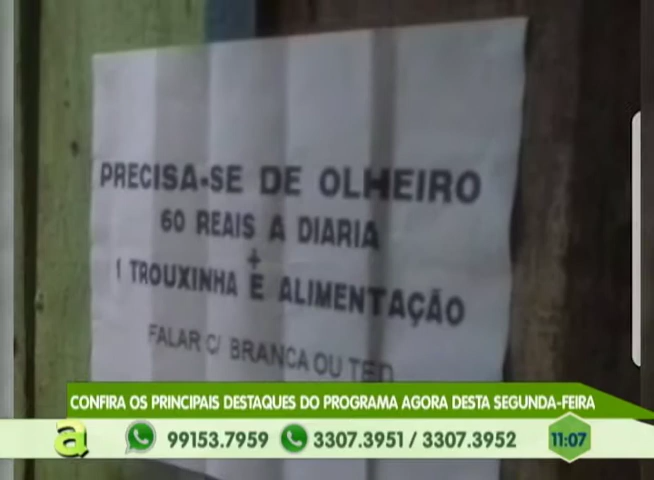 PRECISA-SE DE OLHEIRO
60 REAIS A DIARIA
+
1 TROUXINHA E ALIMENTAÇÃO
FALAR C/ BRANCA OU TED
CONFIRA OS PRINCIPAIS DESTAQUES DO PROGRAMA AGORA DESTA SEGUNDA-FEIRA
a 99153.7959 3307.3951 / 3307.3952 11:07